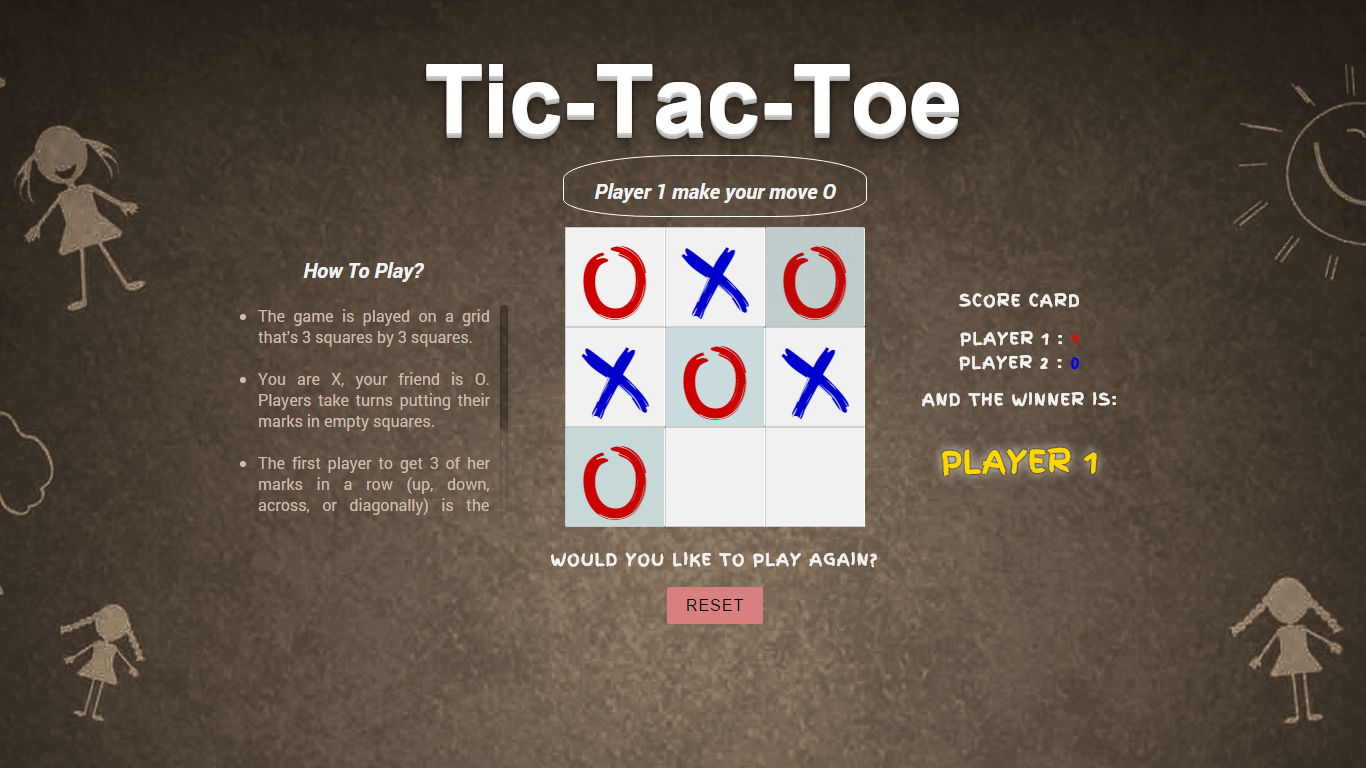 Tic-Tac-Toe
Player 1 make your move O
How To Play?
The game is played on a grid
that's 3 squares by 3 squares.
You are X, your friend is O.
Players take turns putting their
marks in empty squares.
The first player to get 3 of her
marks in a row (up, down,
across, or diagonally) is the
O X O
X O X
O
SCORE CARD
PLAYER 1 : 1
PLAYER 2 : 0
AND THE WINNER IS:
PLAYER 1
WOULD YOU LIKE TO PLAY AGAIN?
RESET